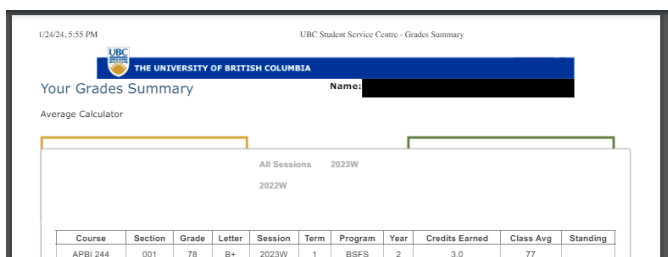 1/24/24, 5:55 PM UBC Student Service Centre - Grades Summary
UBC
THE UNIVERSITY OF BRITISH COLUMBIA
Your Grades Summary Name:
Average Calculator
All Sessions 2023W
2022W
Course Section Grade Letter Session Term Program Year Credits Earned Class Avg Standing
APBI 244 001 78 B+ 2023W 1 BSFS 2 3.0 77